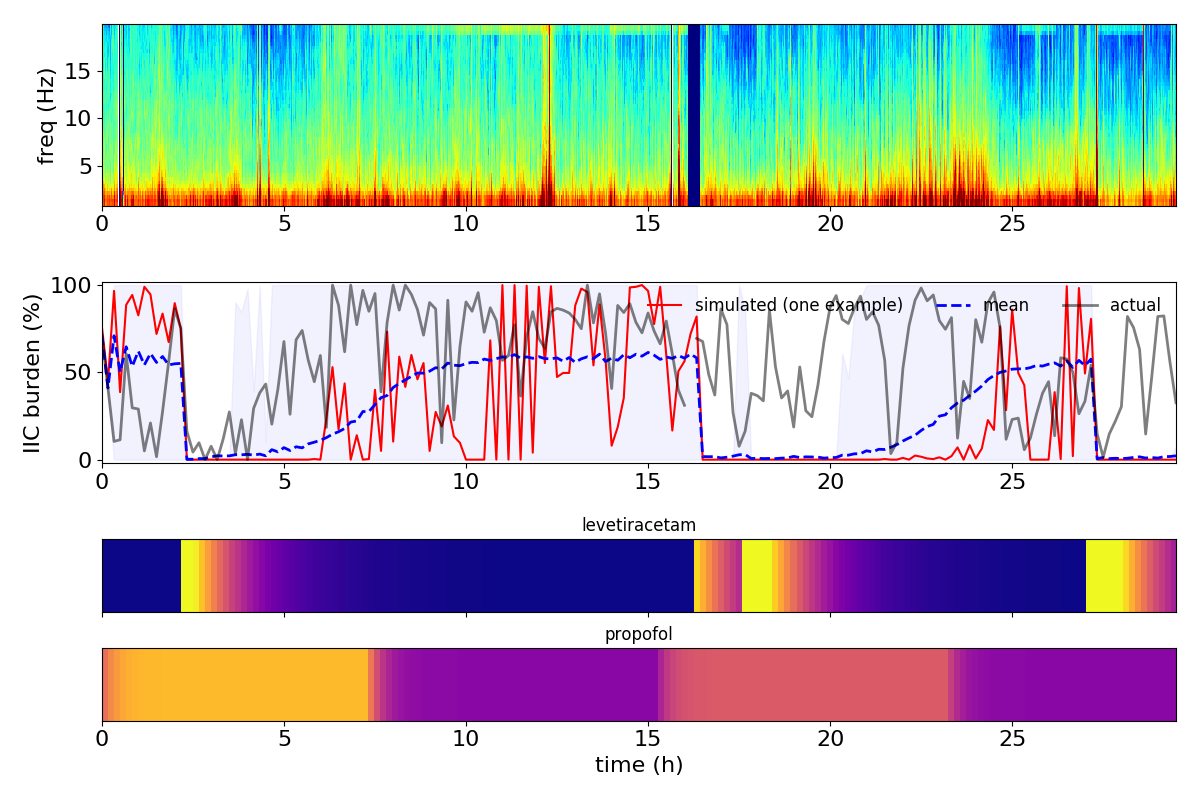 freq (Hz)
15
10
5
0 5 10 15 20 25
IIC burden (%)
100
50
0
simulated (one example) mean actual
0 5 10 15 20 25
levetiracetam
propofol
0 5 10 15 20 25
time (h)